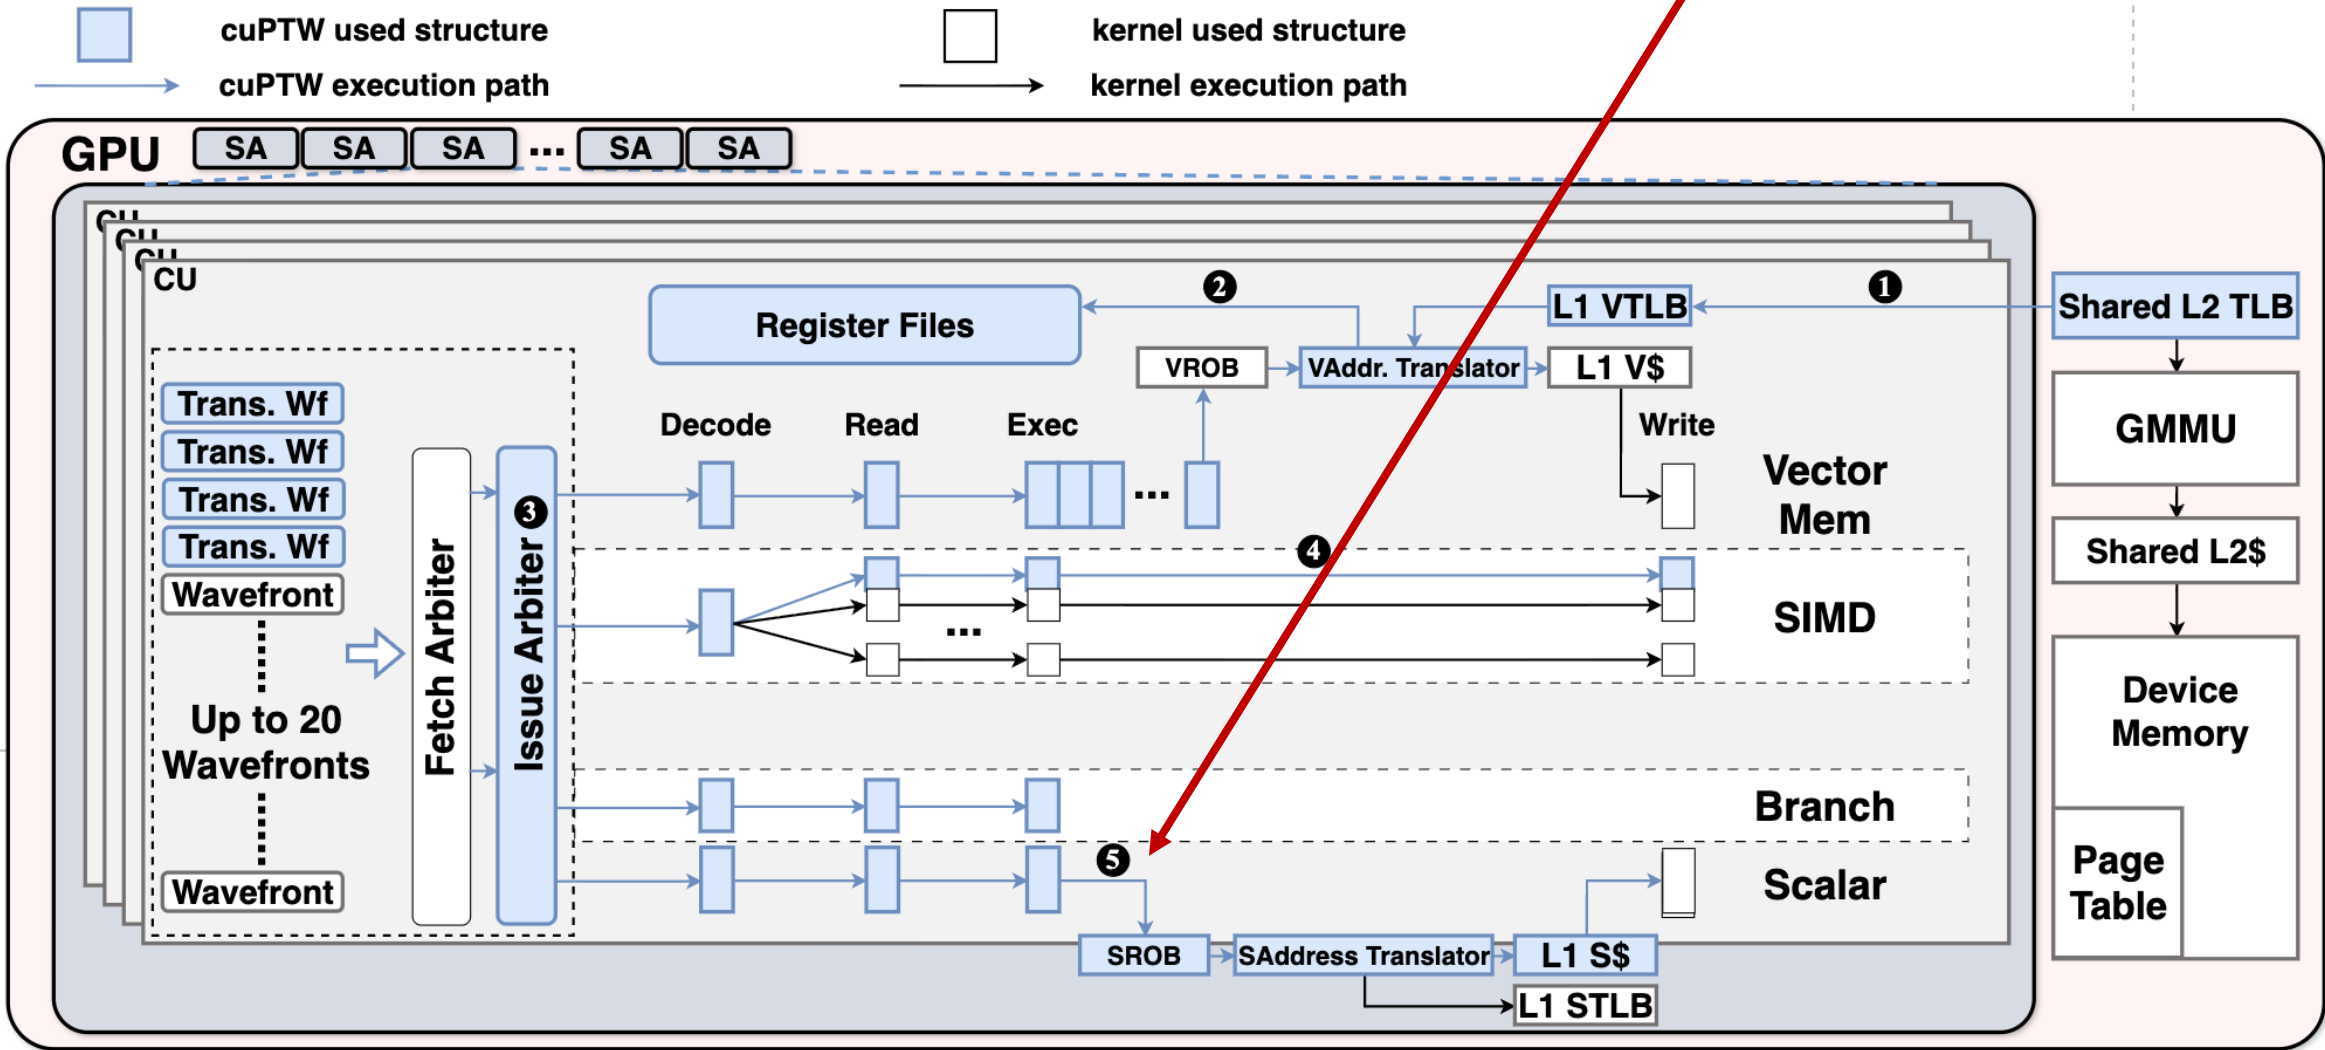 cuPTW used structure
kernel used structure
cuPTW execution path
kernel execution path
GPU
SA
SA
SA
...
SA
SA
CU
CU
CU
CU
2
1
Register Files
L1 VTLB
Shared L2 TLB
VROB
VAddr. Translator
L1 V$
Trans. Wf
Trans. Wf
Trans. Wf
Trans. Wf
Wavefront
Up to 20
Wavefronts
Wavefront
Fetch Arbiter
Issue Arbiter
3
Decode
Read
Exec
Write
...
Vector
Mem
4
...
SIMD
Branch
5
Scalar
SROB
SAddress Translator
L1 S$
L1 STLB
GMMU
Shared L2$
Device
Memory
Page
Table